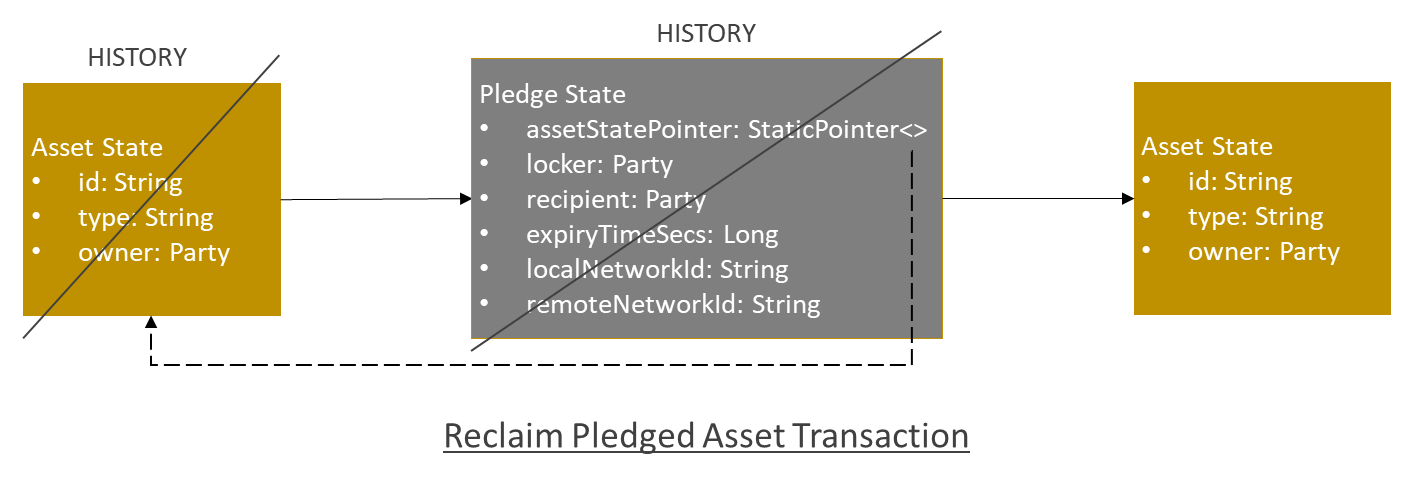 HISTORY
Asset State
• id: String
• type: String
• owner: Party
HISTORY
Pledge State
• assetStatePointer: StaticPointer<>
• locker: Party
• recipient: Party
• expiryTimeSecs: Long
• localNetworkId: String
• remoteNetworkId: String
Asset State
• id: String
• type: String
• owner: Party
Reclaim Pledged Asset Transaction